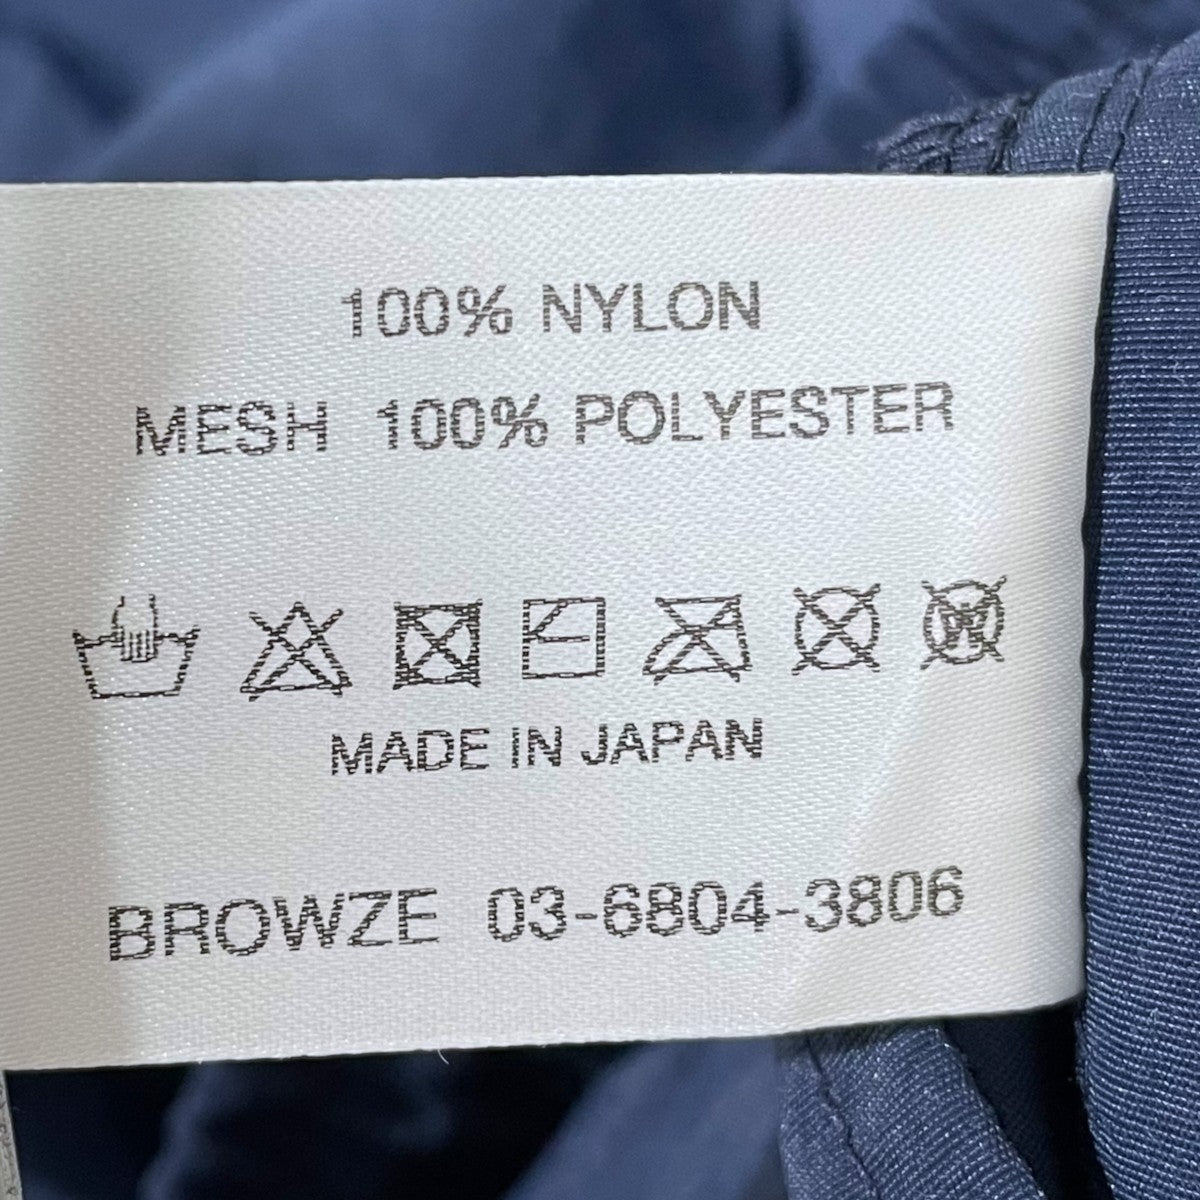 100% NYLON
MESH 100% POLYESTER
W
MADE IN JAPAN
BROWZE 03-6804-3806